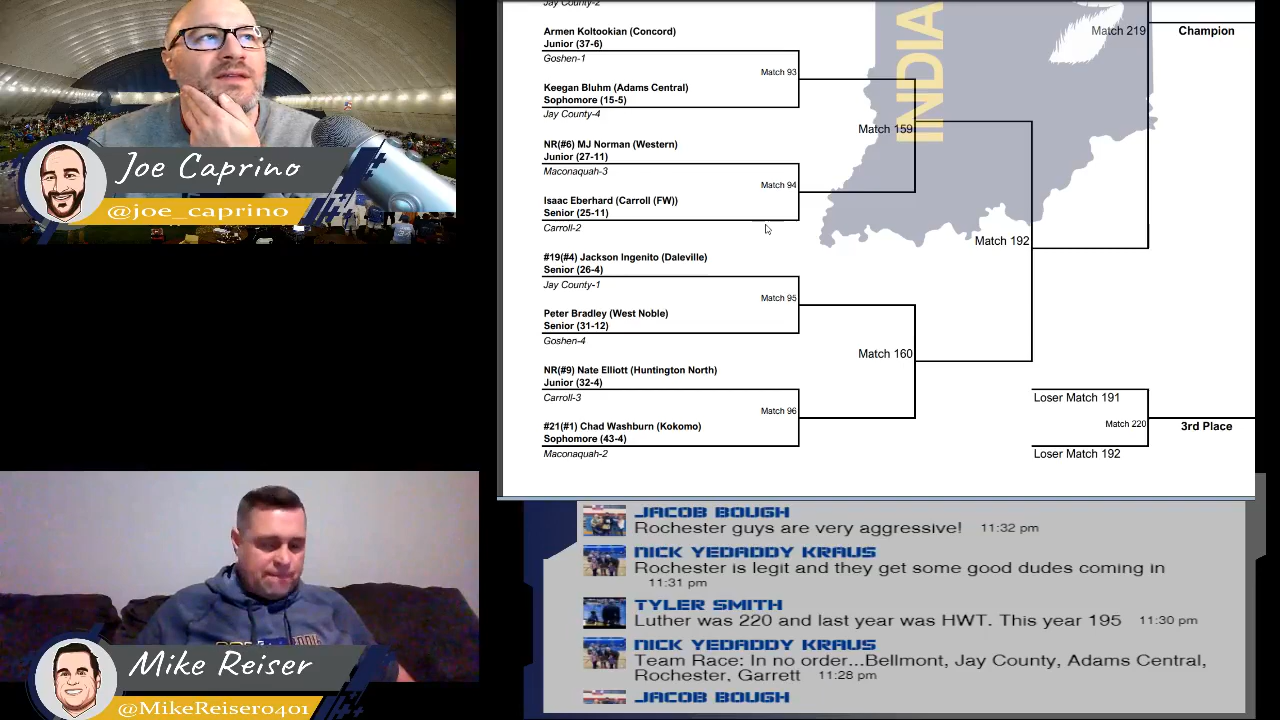 Jay County-2
Armen Koltookian (Concord)
Junior (37-6)
Goshen-1
Match 93
Keegan Bluhm (Adams Central)
Sophomore (15-5)
Jay County-4
Match 159
NR(#6) MJ Norman (Western)
Junior (27-11)
Maconaquah-3
Match 94
Isaac Eberhard (Carroll (FW))
Senior (25-11)
Carroll-2
Match 192
#19(#4) Jackson Ingenito (Daleville)
Senior (26-4)
Jay County-1
Match 95
Peter Bradley (West Noble)
Senior (31-12)
Goshen-4
Match 160
NR(#9) Nate Elliott (Huntington North)
Junior (32-4)
Carroll-3
Match 96
#21(#1) Chad Washburn (Kokomo)
Sophomore (43-4)
Maconaquah-2
Match 219
Champion
INDIA
Loser Match 191
Match 220
3rd Place
Loser Match 192
Joe Caprino
@joe_caprino
Mike Reiser
@MikeReiser0401
JACOB BOUGH
Rochester guys are very aggressive! 11:32 pm
NICK YEDADDY KRAUS
Rochester is legit and they get some good dudes coming in
11:31 pm
TYLER SMITH
Luther was 220 and last year was HWT. This year 195 11:30 pm
NICK YEDADDY KRAUS
Team Race: In no order...Bellmont, Jay County, Adams Central,
Rochester, Garrett 11:28 pm
JACOB BOUGH